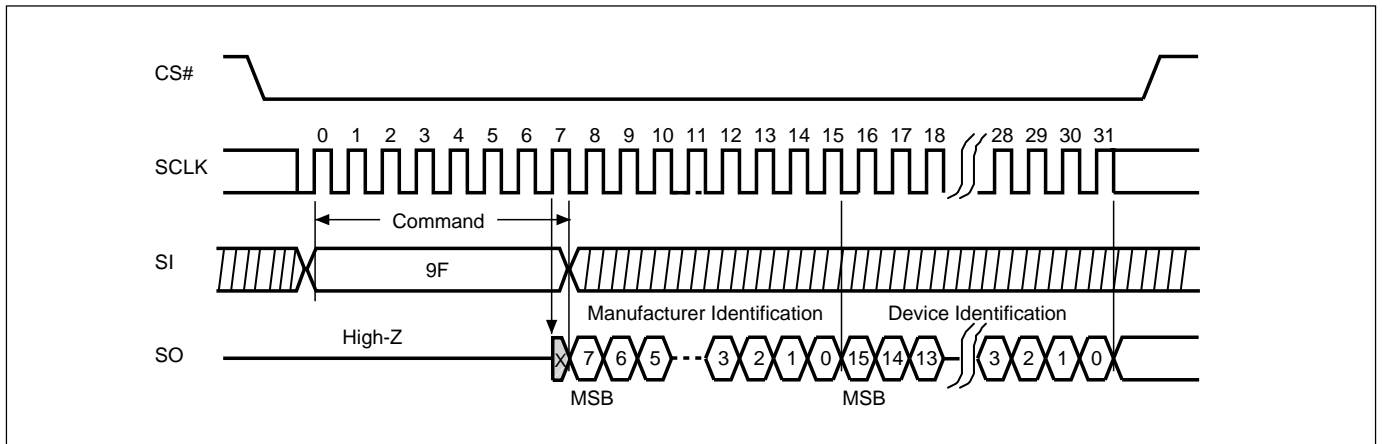 CS#
0 1 2 3 4 5 6 7 8 9 10 11 12 13 14 15 16 17 18 28 29 30 31
SCLK
Command
SI
9F
Manufacturer Identification Device Identification
High-Z
SO
X 7 6 5 3 2 1 0 15 14 13 3 2 1 0
MSB MSB